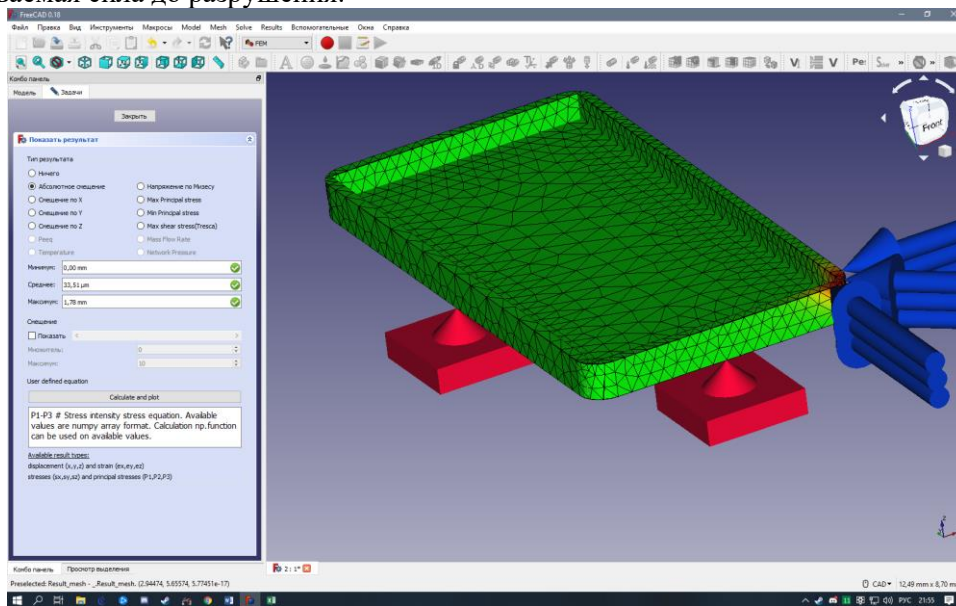 ваемая сила до разрушения.
FreeCAD 0.18
Файл Правка Вид Инструменты Макросы Model Mesh Solve Results Вспомогательные Окна Справка
FEM
Комбо панель
Модель Задачи
Закрыть
Показать результат
Тип результата
Ничего
Абсолютное смещение Напряжение по Мизесу
Смещение по X Max Principal stress
Смещение по Y Min Principal stress
Смещение по Z Max shear stress(Tresca)
Peeq Mass Flow Rate
Temperature Network Pressure
Минимум: 0,00 mm
Среднее: 33,51 µm
Максимум: 1,78 mm
Смещение
Показать
Множитель: 0
Максимум: 10
User defined equation
Calculate and plot
P1-P3 # Stress intensity
stress equation. Available
values are numpy array
format. Calculation np.function
can be used on available
values.
Available result types:
displacement (x,y,z) and strain (ex,ey,ez)
stresses (sx,sy,sz) and principal stresses (P1,P2,P3)
Front
Комбо панель Просмотр выделения
2 : 1*
Preselected: Result_mesh - _.Result_mesh. (2.94474, 5.65574, 5.77451e-17)
CAD 12,49 mm x 8,70 m
РУС 21:55